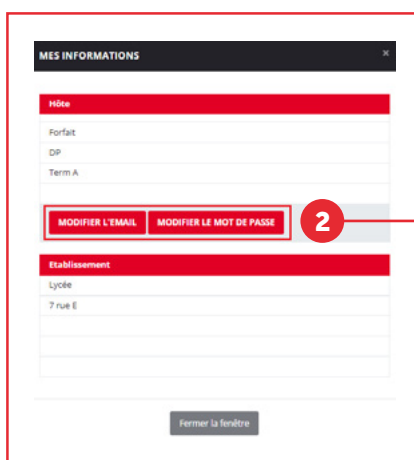 MES INFORMATIONS ×
Hôte
Forfait
DP
Term A
MODIFIER L'EMAIL MODIFIER LE MOT DE PASSE 2
Etablissement
Lycée
7 rue E
Fermer la fenêtre